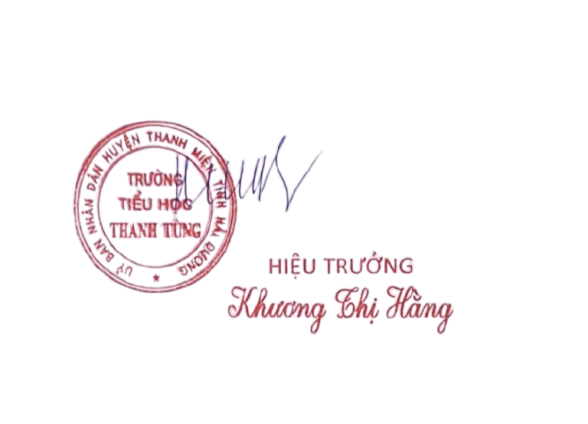 ỦY BAN NHÂN DÂN HUYỆN THANH MIỆN TỈNH HẢI DƯƠNG
TRƯỜNG
TIỂU HỌC
THANH TÙNG
HIỆU TRƯỞNG
Khương Thị Hằng